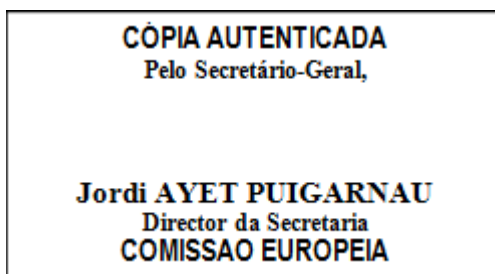 CÓPIA AUTENTICADA
Pelo Secretário-Geral,
Jordi AYET PUIGARNAU
Director da Secretaria
COMISSAO EUROPEIA